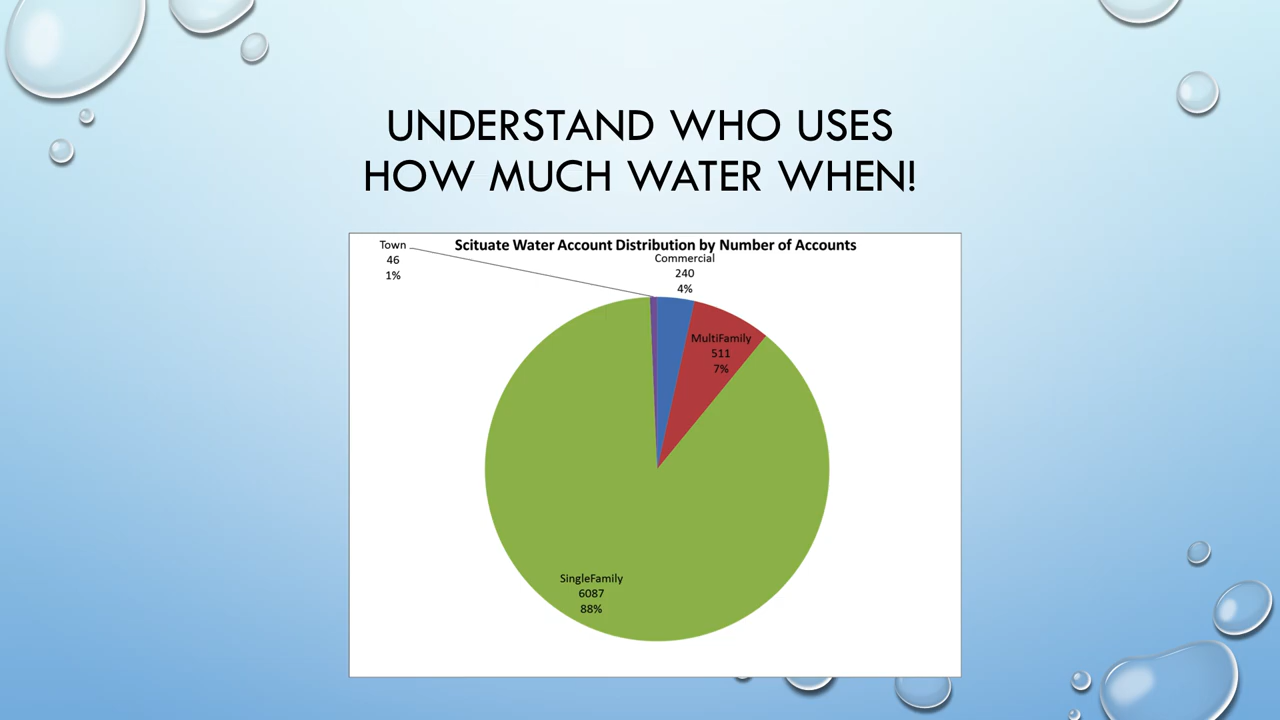 UNDERSTAND WHO USES
HOW MUCH WATER WHEN!
Scituate Water Account Distribution by Number of Accounts
Town
46
1%
Commercial
240
4%
MultiFamily
511
7%
SingleFamily
6087
88%